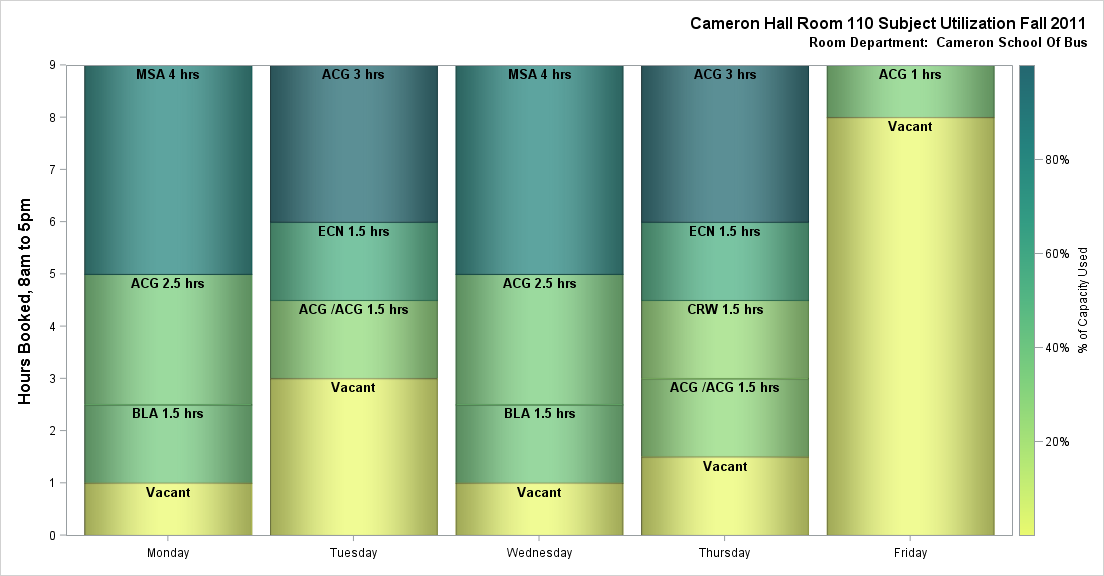 Cameron Hall Room 110 Subject Utilization Fall 2011
Room Department:  Cameron School Of Bus
Hours Booked, 8am to 5pm
9
8
7
6
5
4
3
2
1
0
MSA 4 hrs
ACG 2.5 hrs
BLA 1.5 hrs
Vacant
Monday
ACG 3 hrs
ECN 1.5 hrs
ACG /ACG 1.5 hrs
Vacant
Tuesday
MSA 4 hrs
ACG 2.5 hrs
BLA 1.5 hrs
Vacant
Wednesday
ACG 3 hrs
ECN 1.5 hrs
CRW 1.5 hrs
ACG /ACG 1.5 hrs
Vacant
Thursday
ACG 1 hrs
Vacant
Friday
80%
60%
40%
20%
% of Capacity Used